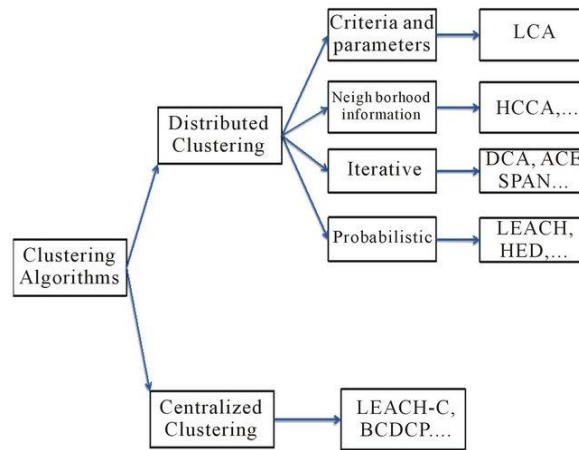 Criteria and
parameters
LCA
Neigh borhood
information
HCCA,...
Distributed
Clustering
Iterative
DCA, ACE
SPAN...
Probabilistic
LEACH,
HED,...
Clustering
Algorithms
Centralized
Clustering
LEACH-C,
BCDCP....